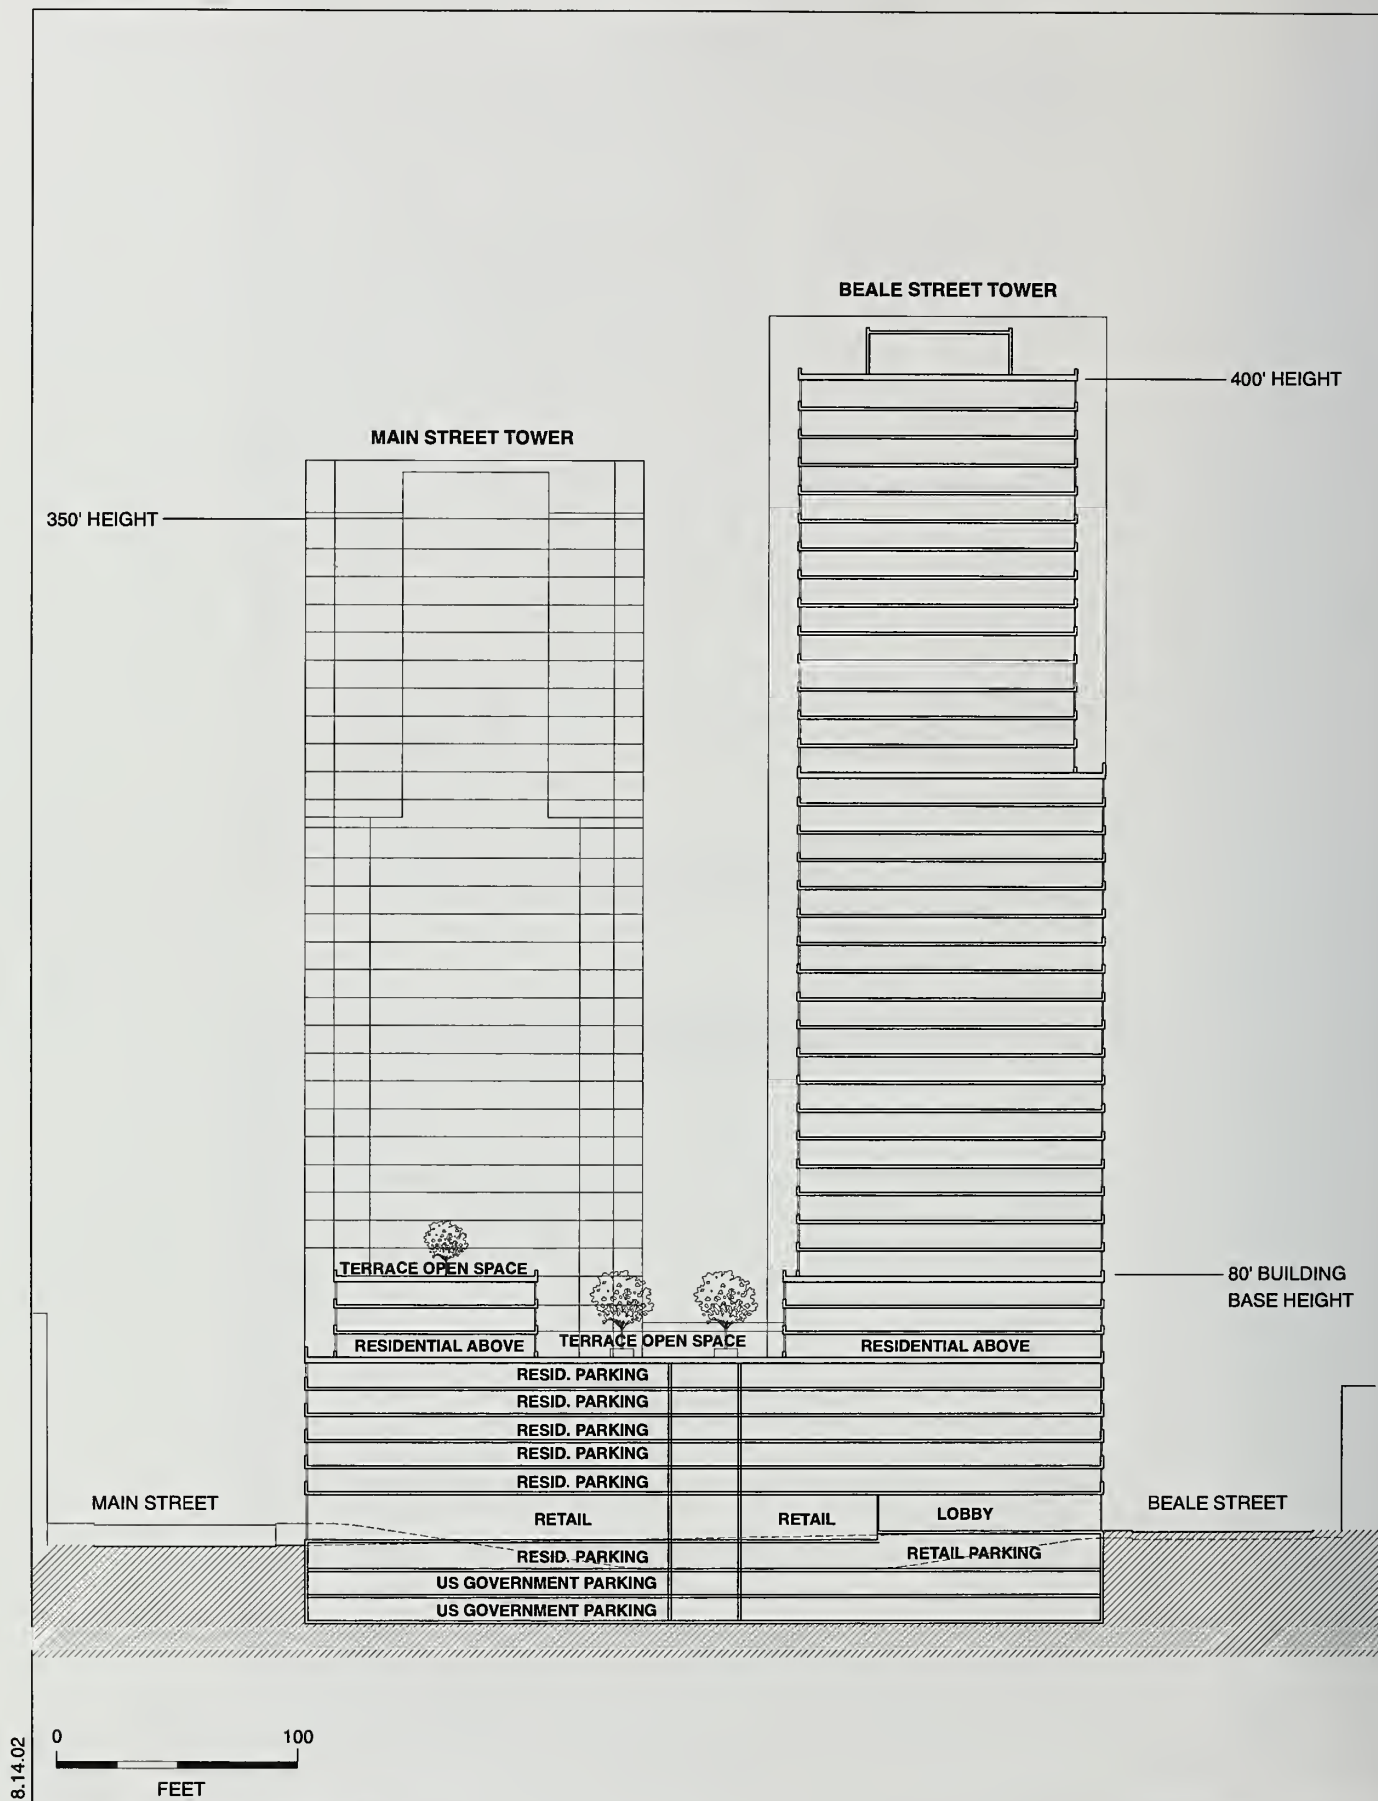 BEALE STREET TOWER
400' HEIGHT
MAIN STREET TOWER
350' HEIGHT
TERRACE OPEN SPACE
80' BUILDING
BASE HEIGHT
RESIDENTIAL ABOVE
TERRACE OPEN SPACE
RESIDENTIAL ABOVE
RESID. PARKING
RESID. PARKING
RESID. PARKING
RESID. PARKING
RESID. PARKING
MAIN STREET
RETAIL
RETAIL
LOBBY
BEALE STREET
RESID. PARKING
RETAIL PARKING
US GOVERNMENT PARKING
US GOVERNMENT PARKING
0
100
FEET
8.14.02